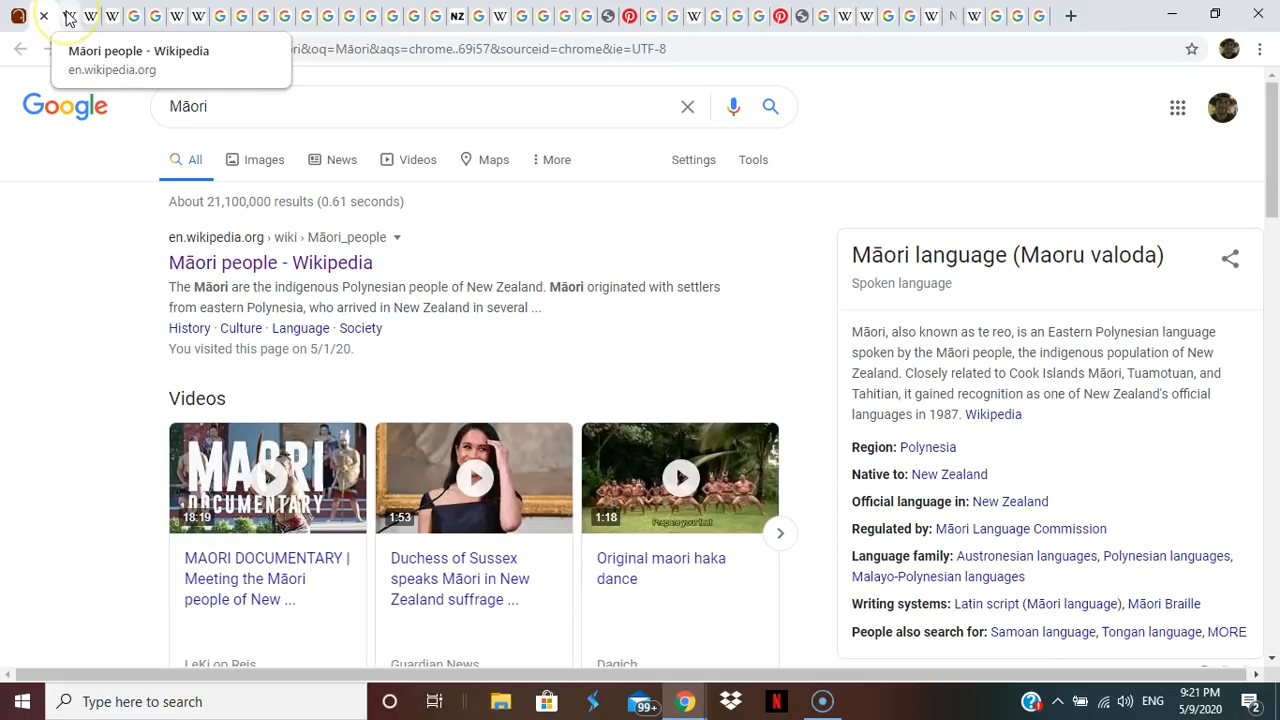 NZ
N
Māori people - Wikipedia
en.wikipedia.org
ri&oq=Māori&aqs=chrome..69i57&sourceid=chrome&ie=UTF-8
Google
Māori
All
Images
News
Videos
Maps
More
Settings
Tools
About 21,100,000 results (0.61 seconds)
en.wikipedia.org › wiki › Māori_people
Māori people - Wikipedia
The Māori are the indigenous Polynesian people of New Zealand. Māori originated with settlers
from eastern Polynesia, who arrived in New Zealand in several ...
History · Culture · Language · Society
You visited this page on 5/1/20.
Videos
MAORI
DOCUMENTARY
18:19
1:53
Prepare your feet
1:18
MAORI DOCUMENTARY |
Meeting the Māori
people of New ...
LeKi op Reis
Duchess of Sussex
speaks Māori in New
Zealand suffrage ...
Guardian News
Original maori haka
dance
Dagich
Māori language (Maoru valoda)
Spoken language
Māori, also known as te reo, is an Eastern Polynesian language
spoken by the Māori people, the indigenous population of New
Zealand. Closely related to Cook Islands Māori, Tuamotuan, and
Tahitian, it gained recognition as one of New Zealand's official
languages in 1987. Wikipedia
Region: Polynesia
Native to: New Zealand
Official language in: New Zealand
Regulated by: Māori Language Commission
Language family: Austronesian languages, Polynesian languages,
Malayo-Polynesian languages
Writing systems: Latin script (Māori language), Māori Braille
People also search for: Samoan language, Tongan language, MORE
Type here to search
99+
N
ENG
9:21 PM
5/9/2020
2